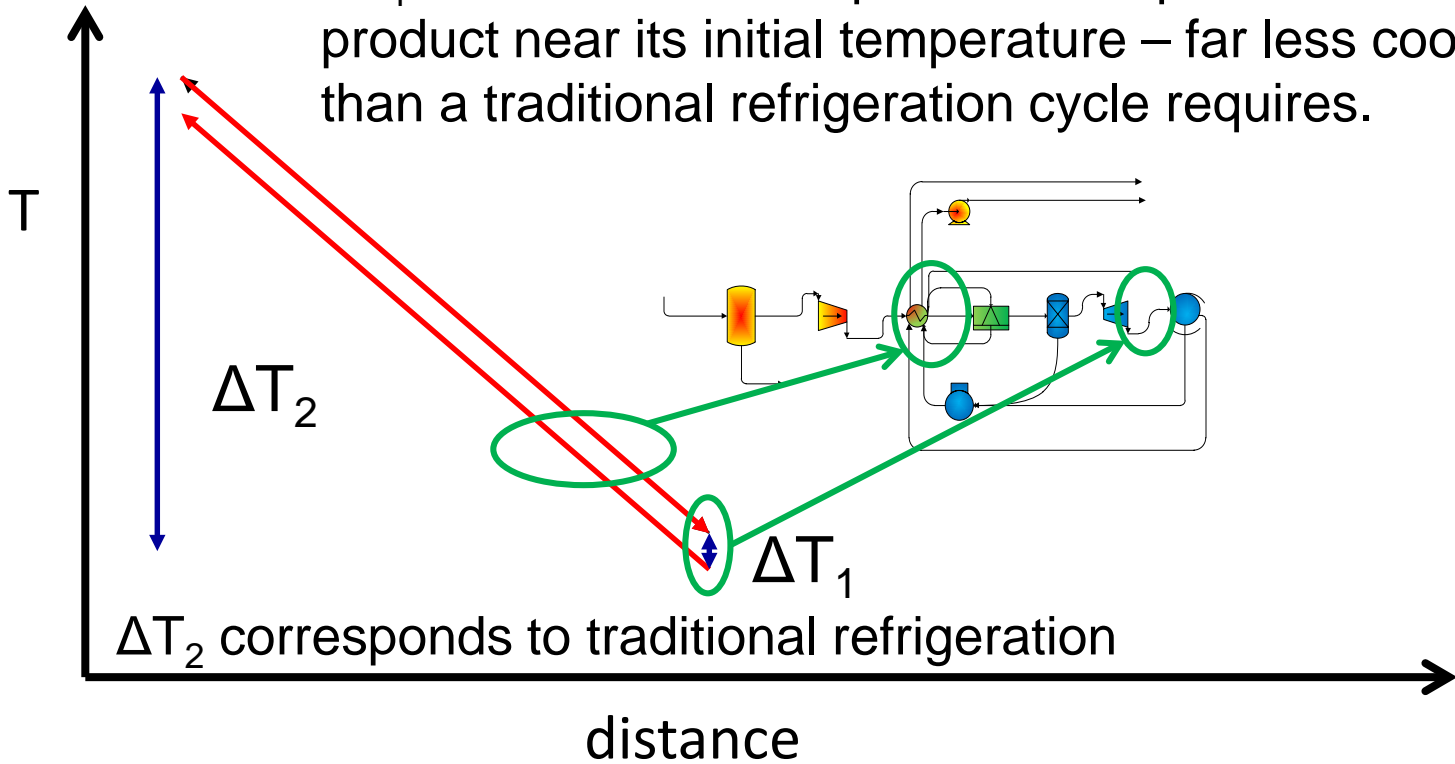 product near its initial temperature – far less coo
than a traditional refrigeration cycle requires.
T
ΔT₂
ΔT₁
ΔT₂ corresponds to traditional refrigeration
distance